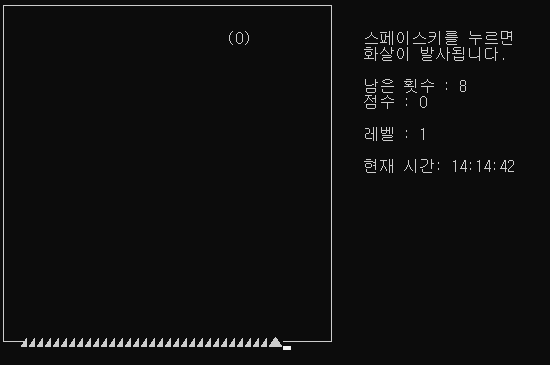 (O)
스페이스키를 누르면
화살이 발사됩니다.
남은 횟수 : 8
점수 : 0
레벨 : 1
현재 시간: 14:14:42